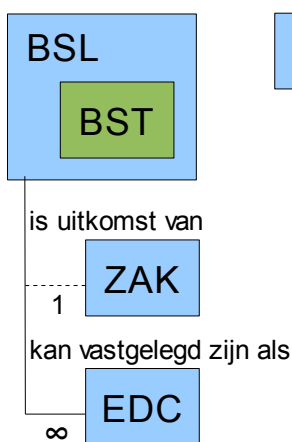 BSL
BST
is uitkomst van
ZAK
1
kan vastgelegd zijn als
EDC
∞